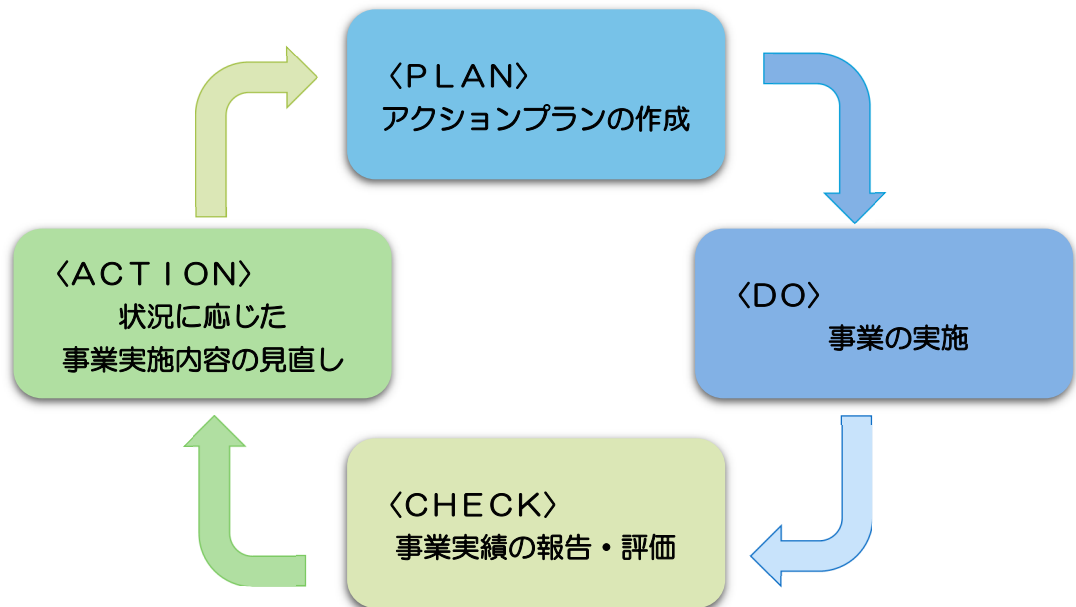 〈ＰＬＡＮ〉
アクションプランの作成
〈ＡＣＴＩＯＮ〉
状況に応じた
事業実施内容の見直し
〈ＤＯ〉
事業の実施
〈ＣＨＥＣＫ〉
事業実績の報告・評価